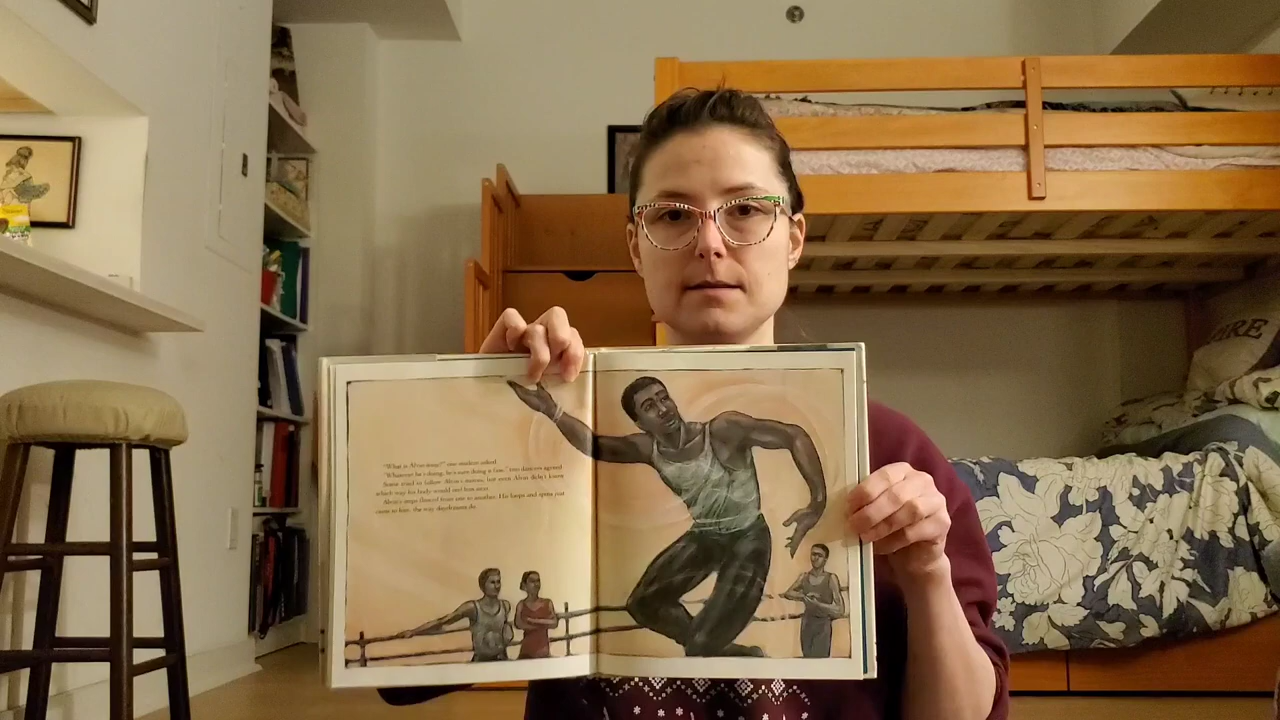 "What is Alvin doing?" one student asked.
"Whatever he's doing, he's sure doing it fine," two dancers agreed.
Some tried to follow Alvin's moves, but even Alvin didn't know
which way his body would and him next.
Alvin's steps flowed from one to another. His loops and spins just
came to him, the way daydreams do.